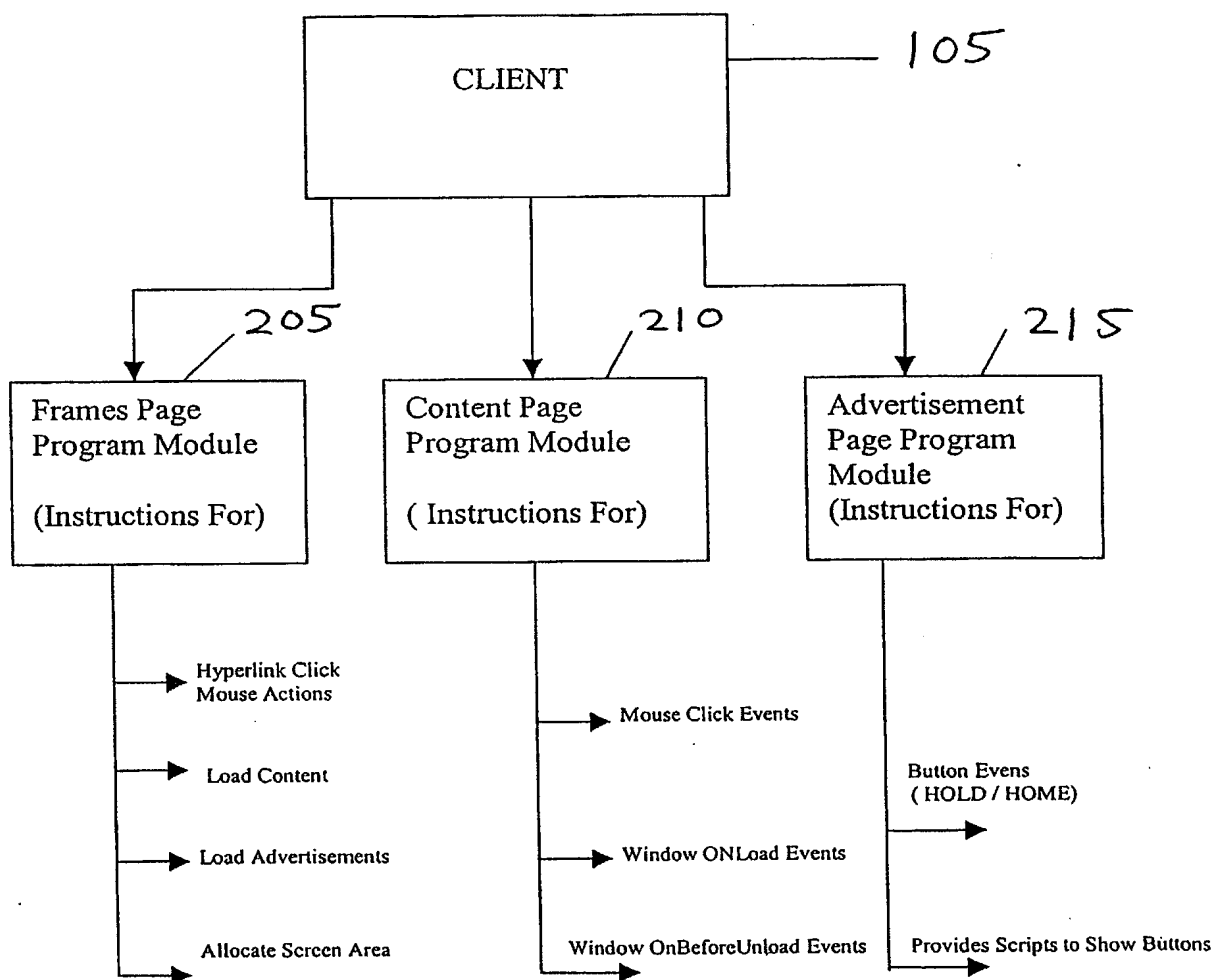 CLIENT
105
205
210
215
Frames Page
Program Module
(Instructions For)
Content Page
Program Module
( Instructions For)
Advertisement
Page Program
Module
(Instructions For)
Hyperlink Click
Mouse Actions
Load Content
Load Advertisements
Allocate Screen Area
Mouse Click Events
Window ONLoad Events
Window OnBeforeUnload Events
Button Evens
( HOLD / HOME)
Provides Scripts to Show Buttons